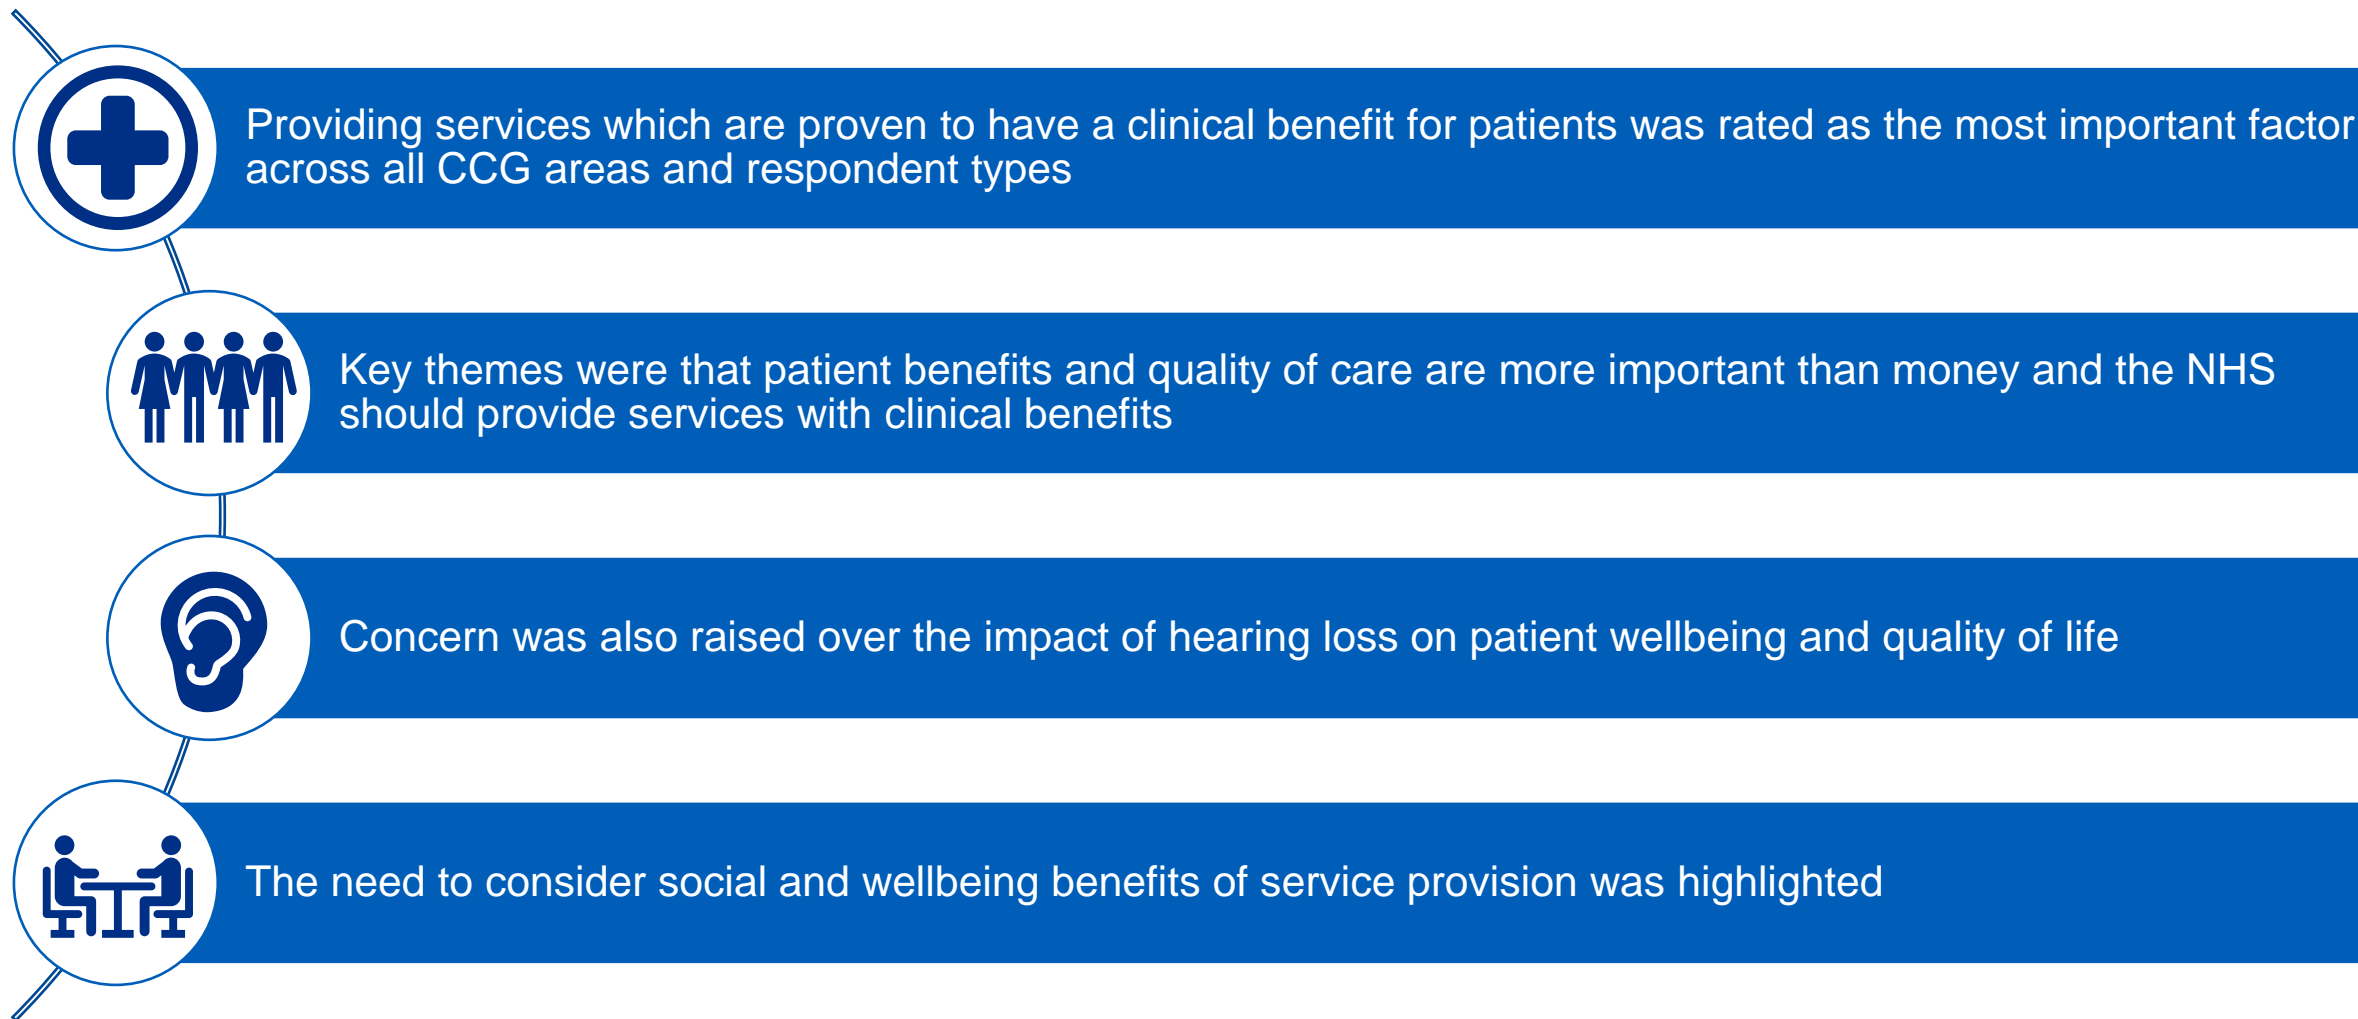 Providing services which are proven to have a clinical benefit for patients was rated as the most important factor
across all CCG areas and respondent types
Key themes were that patient benefits and quality of care are more important than money and the NHS
should provide services with clinical benefits
Concern was also raised over the impact of hearing loss on patient wellbeing and quality of life
The need to consider social and wellbeing benefits of service provision was highlighted